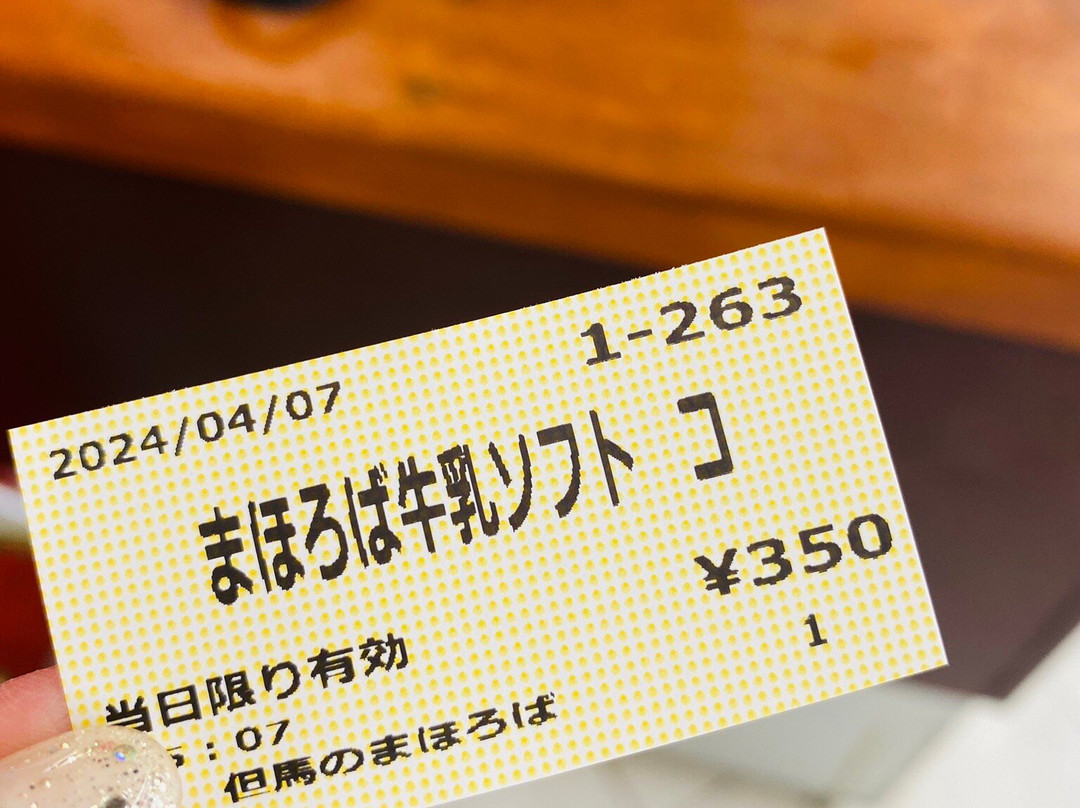 1-263
2024/04/07
まほろば牛乳ソフト コ
¥350
1
当日限り有効
5:07
但馬のまほろば